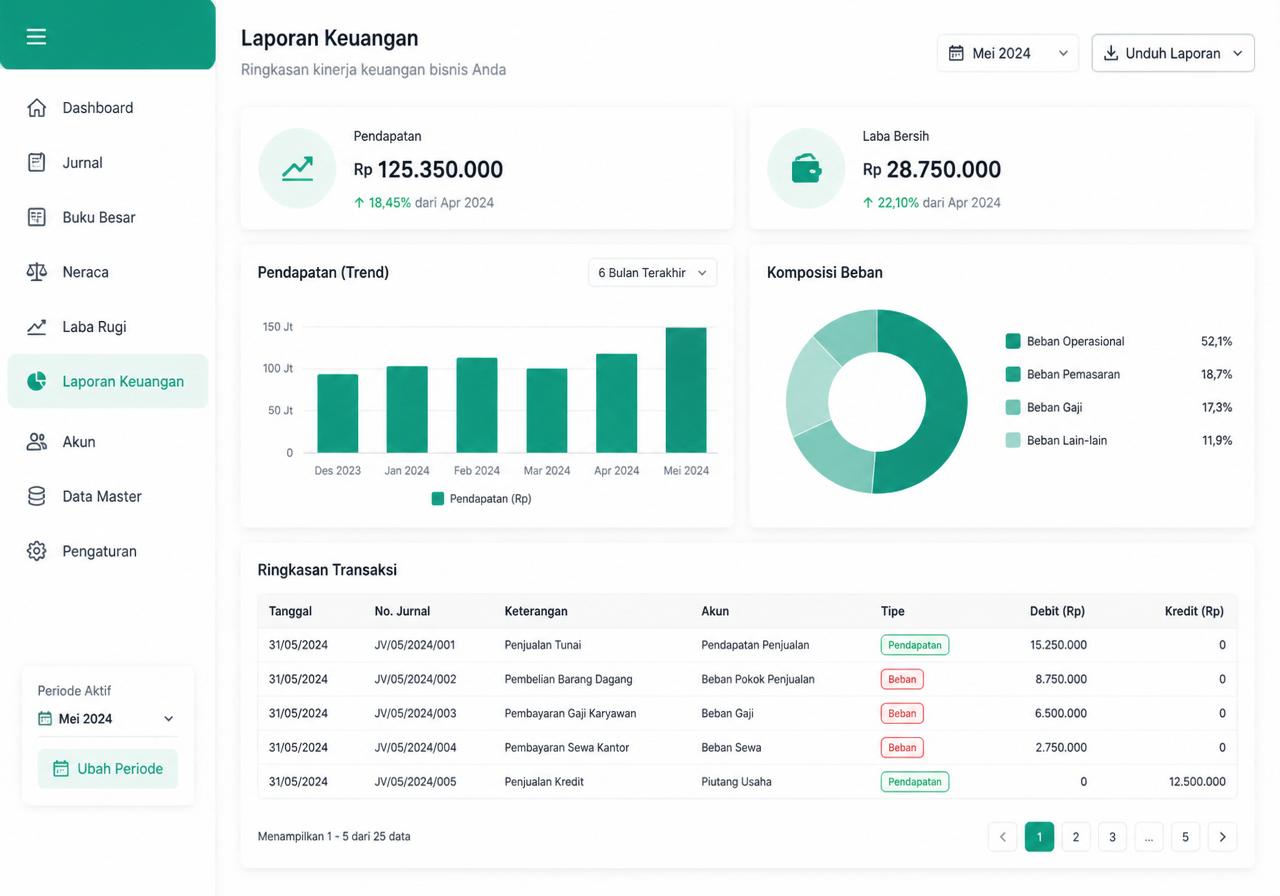 Laporan Keuangan
Ringkasan kinerja keuangan bisnis Anda
Mei 2024
Unduh Laporan
Dashboard
Jurnal
Buku Besar
Neraca
Laba Rugi
Laporan Keuangan
Akun
Data Master
Pengaturan
Periode Aktif
Mei 2024
Ubah Periode
Pendapatan
Rp 125.350.000
↑ 18,45% dari Apr 2024
Laba Bersih
Rp 28.750.000
↑ 22,10% dari Apr 2024
Pendapatan (Trend)
6 Bulan Terakhir
150 Jt
100 Jt
50 Jt
0
Des 2023 Jan 2024 Feb 2024 Mar 2024 Apr 2024 Mei 2024
Pendapatan (Rp)
Komposisi Beban
Beban Operasional 52,1%
Beban Pemasaran 18,7%
Beban Gaji 17,3%
Beban Lain-lain 11,9%
Ringkasan Transaksi
Tanggal No. Jurnal Keterangan Akun Tipe Debit (Rp) Kredit (Rp)
31/05/2024 JV/05/2024/001 Penjualan Tunai Pendapatan Penjualan Pendapatan 15.250.000 0
31/05/2024 JV/05/2024/002 Pembelian Barang Dagang Beban Pokok Penjualan Beban 8.750.000 0
31/05/2024 JV/05/2024/003 Pembayaran Gaji Karyawan Beban Gaji Beban 6.500.000 0
31/05/2024 JV/05/2024/004 Pembayaran Sewa Kantor Beban Sewa Beban 2.750.000 0
31/05/2024 JV/05/2024/005 Penjualan Kredit Piutang Usaha Pendapatan 0 12.500.000
Menampilkan 1 - 5 dari 25 data
1 2 3 ... 5